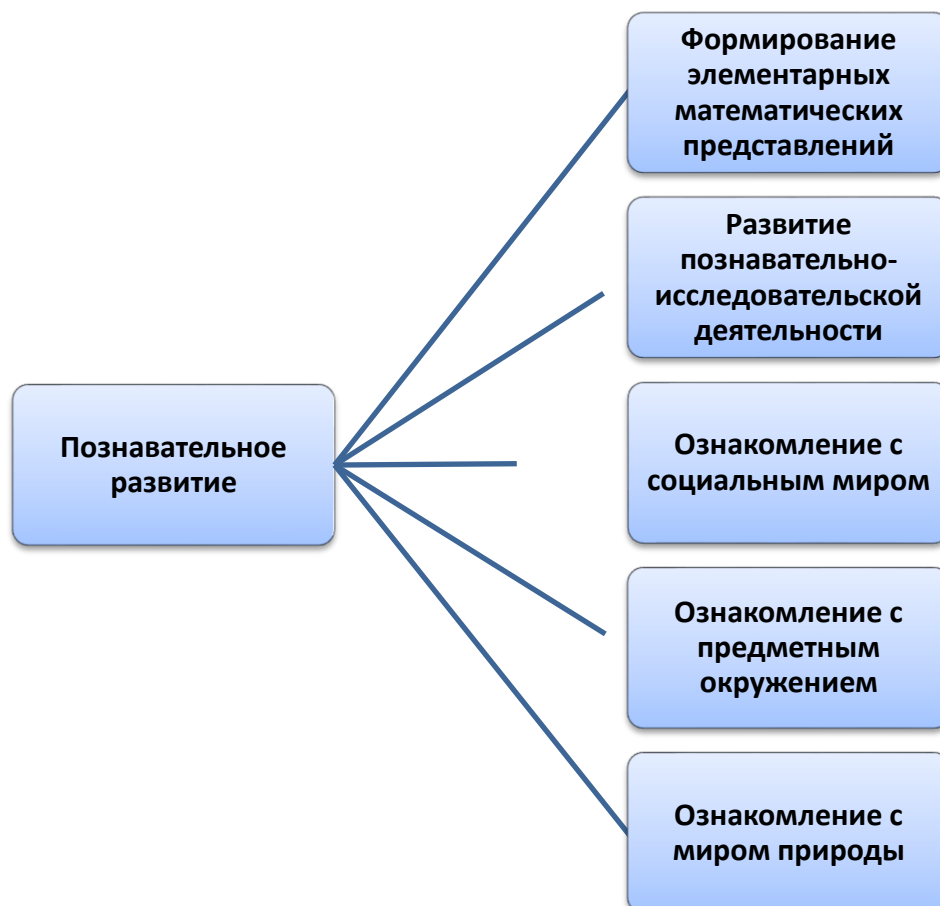 Формирование
элементарных
математических
представлений
Развитие
познавательно-
исследовательской
деятельности
Познавательное
развитие
Ознакомление с
социальным миром
Ознакомление с
предметным
окружением
Ознакомление с
миром природы